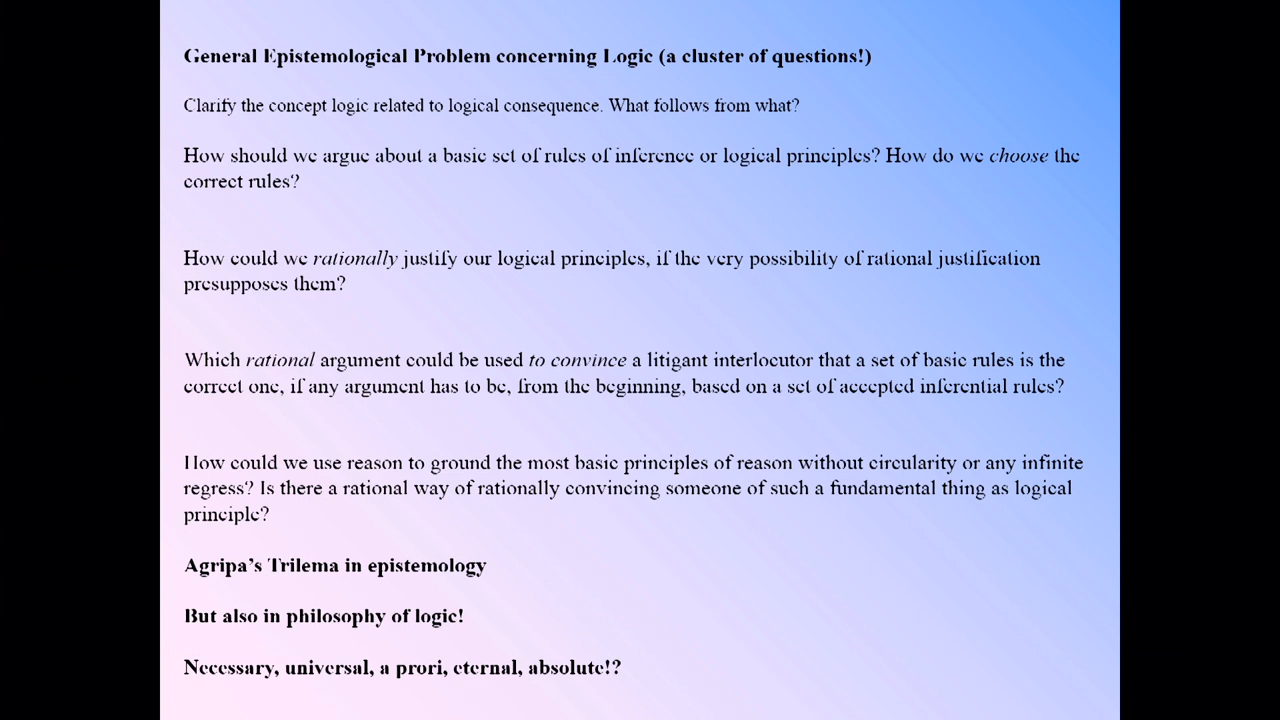 General Epistemological Problem concerning Logic (a cluster of questions!)
Clarify the concept logic related to logical consequence. What follows from what?
How should we argue about a basic set of rules of inference or logical principles? How do we choose the
correct rules?
How could we rationally justify our logical principles, if the very possibility of rational justification
presupposes them?
Which rational argument could be used to convince a litigant interlocutor that a set of basic rules is the
correct one, if any argument has to be, from the beginning, based on a set of accepted inferential rules?
How could we use reason to ground the most basic principles of reason without circularity or any infinite
regress? Is there a rational way of rationally convincing someone of such a fundamental thing as logical
principle?
Agripa’s Trilema in epistemology
But also in philosophy of logic!
Necessary, universal, a prori, eternal, absolute!?